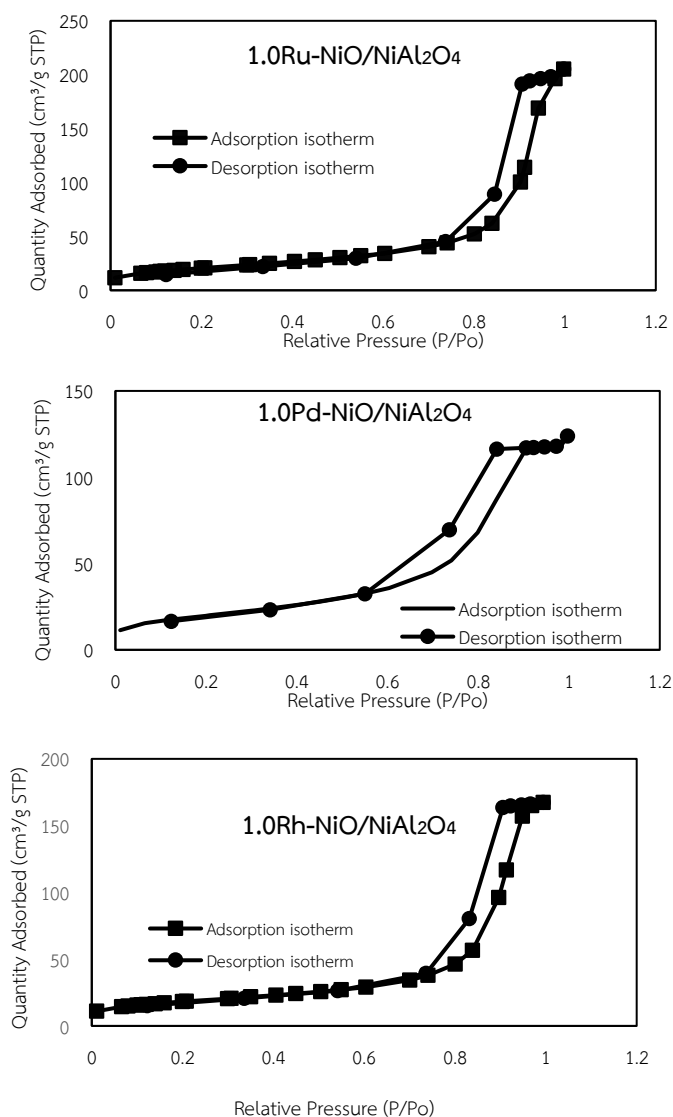 250
1.0Ru-NiO/NiAl₂O₄
200
Adsorption isotherm
150
Desorption isotherm
100
50
0
Quantity Adsorbed (cm³/g STP)
0 0.2 0.4 0.6 0.8 1 1.2
Relative Pressure (P/Po)
150
1.0Pd-NiO/NiAl₂O₄
100
50
Adsorption isotherm
Desorption isotherm
0
Quantity Adsorbed (cm³/g STP)
0 0.2 0.4 0.6 0.8 1 1.2
Relative Pressure (P/Po)
200
150
1.0Rh-NiO/NiAl₂O₄
100
Adsorption isotherm
Desorption isotherm
50
0
Quantity Adsorbed (cm³/g STP)
0 0.2 0.4 0.6 0.8 1 1.2
Relative Pressure (P/Po)